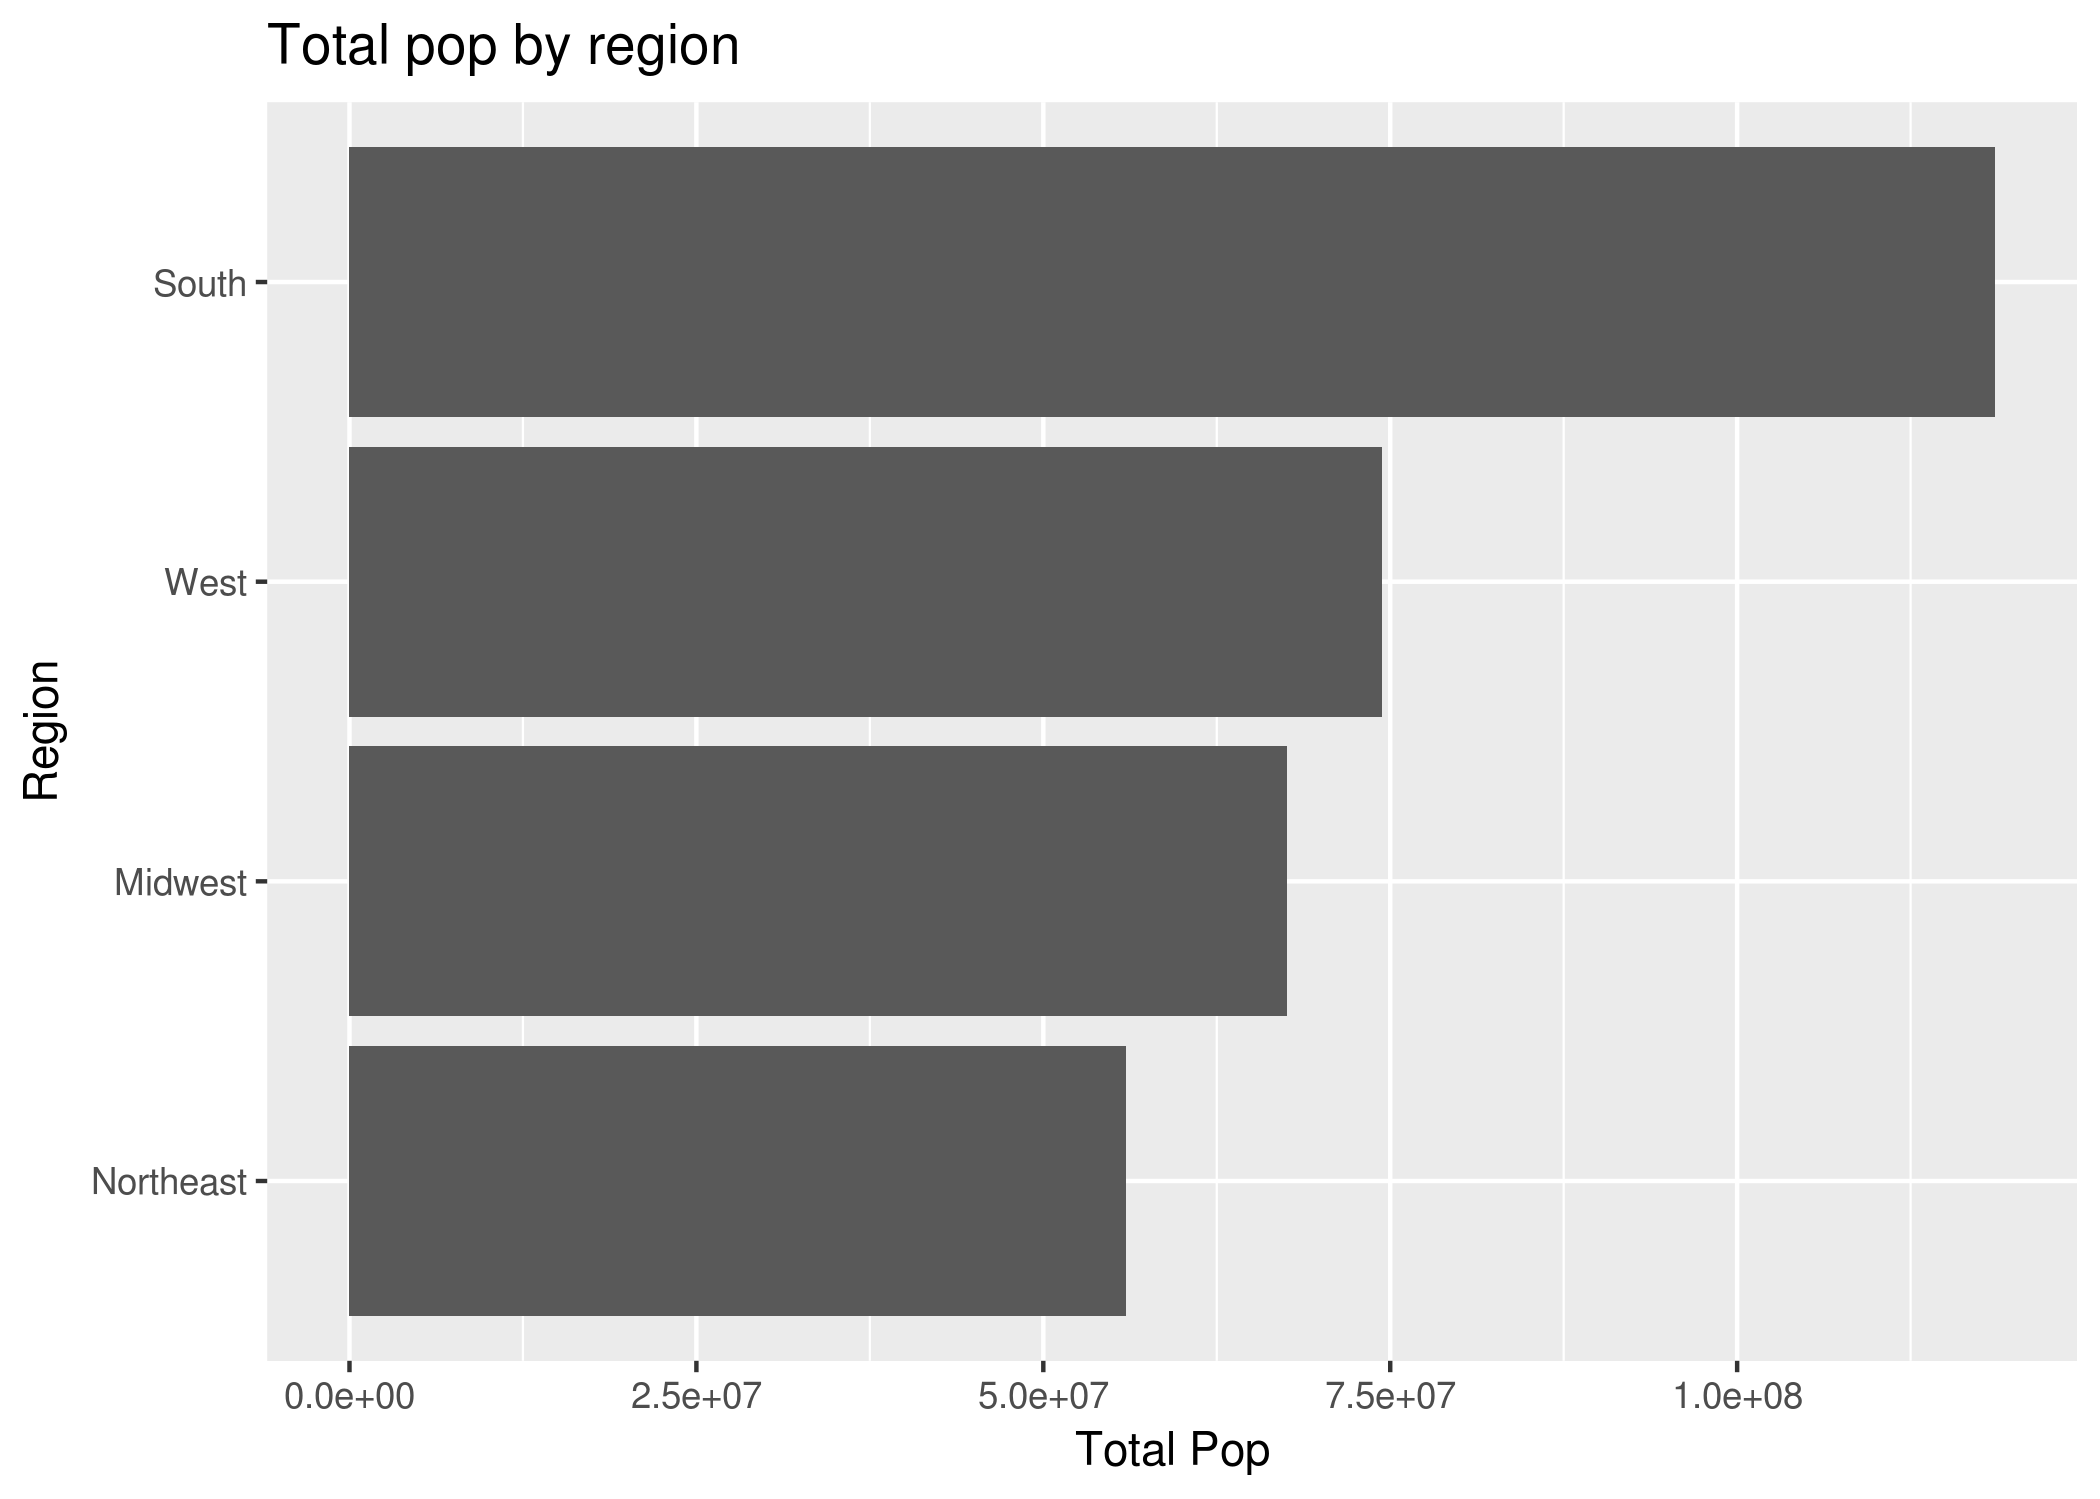 Total pop by region
Region
South
West
Midwest
Northeast
0.0e+00 2.5e+07 5.0e+07 7.5e+07 1.0e+08
Total Pop